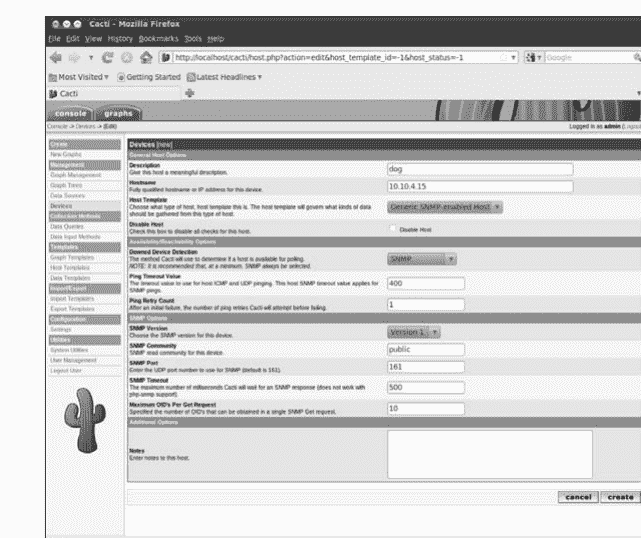 Cacti - Mozilla Firefox
File Edit View History Bookmarks Tools Help
http://localhost/cacti/host.php?action=edit&host_template_id=-1&host_status=-1
Google
Most Visited Getting Started Latest Headlines
Cacti
console graphs
Console -> Devices -> (Edit)
Logged in as admin (Logout
Create
New Graphs
Management
Graph Management
Graph Trees
Data Sources
Devices
Collection Methods
Data Queries
Data Input Methods
Templates
Graph Templates
Host Templates
Data Templates
Import/Export
Import Templates
Export Templates
Configuration
Settings
Utilities
System Utilities
User Management
Logout User
Devices [new]
General Host Options
Description
Give this host a meaningful description.
dog
Hostname
Fully qualified hostname or IP address for this device.
10.10.4.15
Host Template
Choose what type of host, host template this is. The host template will govern what kinds of data
should be gathered from this type of host.
Generic SNMP-enabled Host
Disable Host
Check this box to disable all checks for this host.
Disable Host
Availability/Reachability Options
Downed Device Detection
The method Cacti will use to determine if a host is available for polling.
NOTE: It is recommended that, at a minimum, SNMP always be selected.
SNMP
Ping Timeout Value
The timeout value to use for host ICMP and UDP pinging. This host SNMP timeout value applies for
SNMP pings.
400
Ping Retry Count
After an initial failure, the number of ping retries Cacti will attempt before failing.
1
SNMP Options
SNMP Version
Choose the SNMP version for this device.
Version 1
SNMP Community
SNMP read community for this device.
public
SNMP Port
Enter the UDP port number to use for SNMP (default is 161).
161
SNMP Timeout
The maximum number of milliseconds Cacti will wait for an SNMP response (does not work with
php-snmp support).
500
Maximum OID's Per Get Request
Specified the number of OID's that can be obtained in a single SNMP Get request.
10
Additional Options
Notes
Enter notes to this host.
cancel create